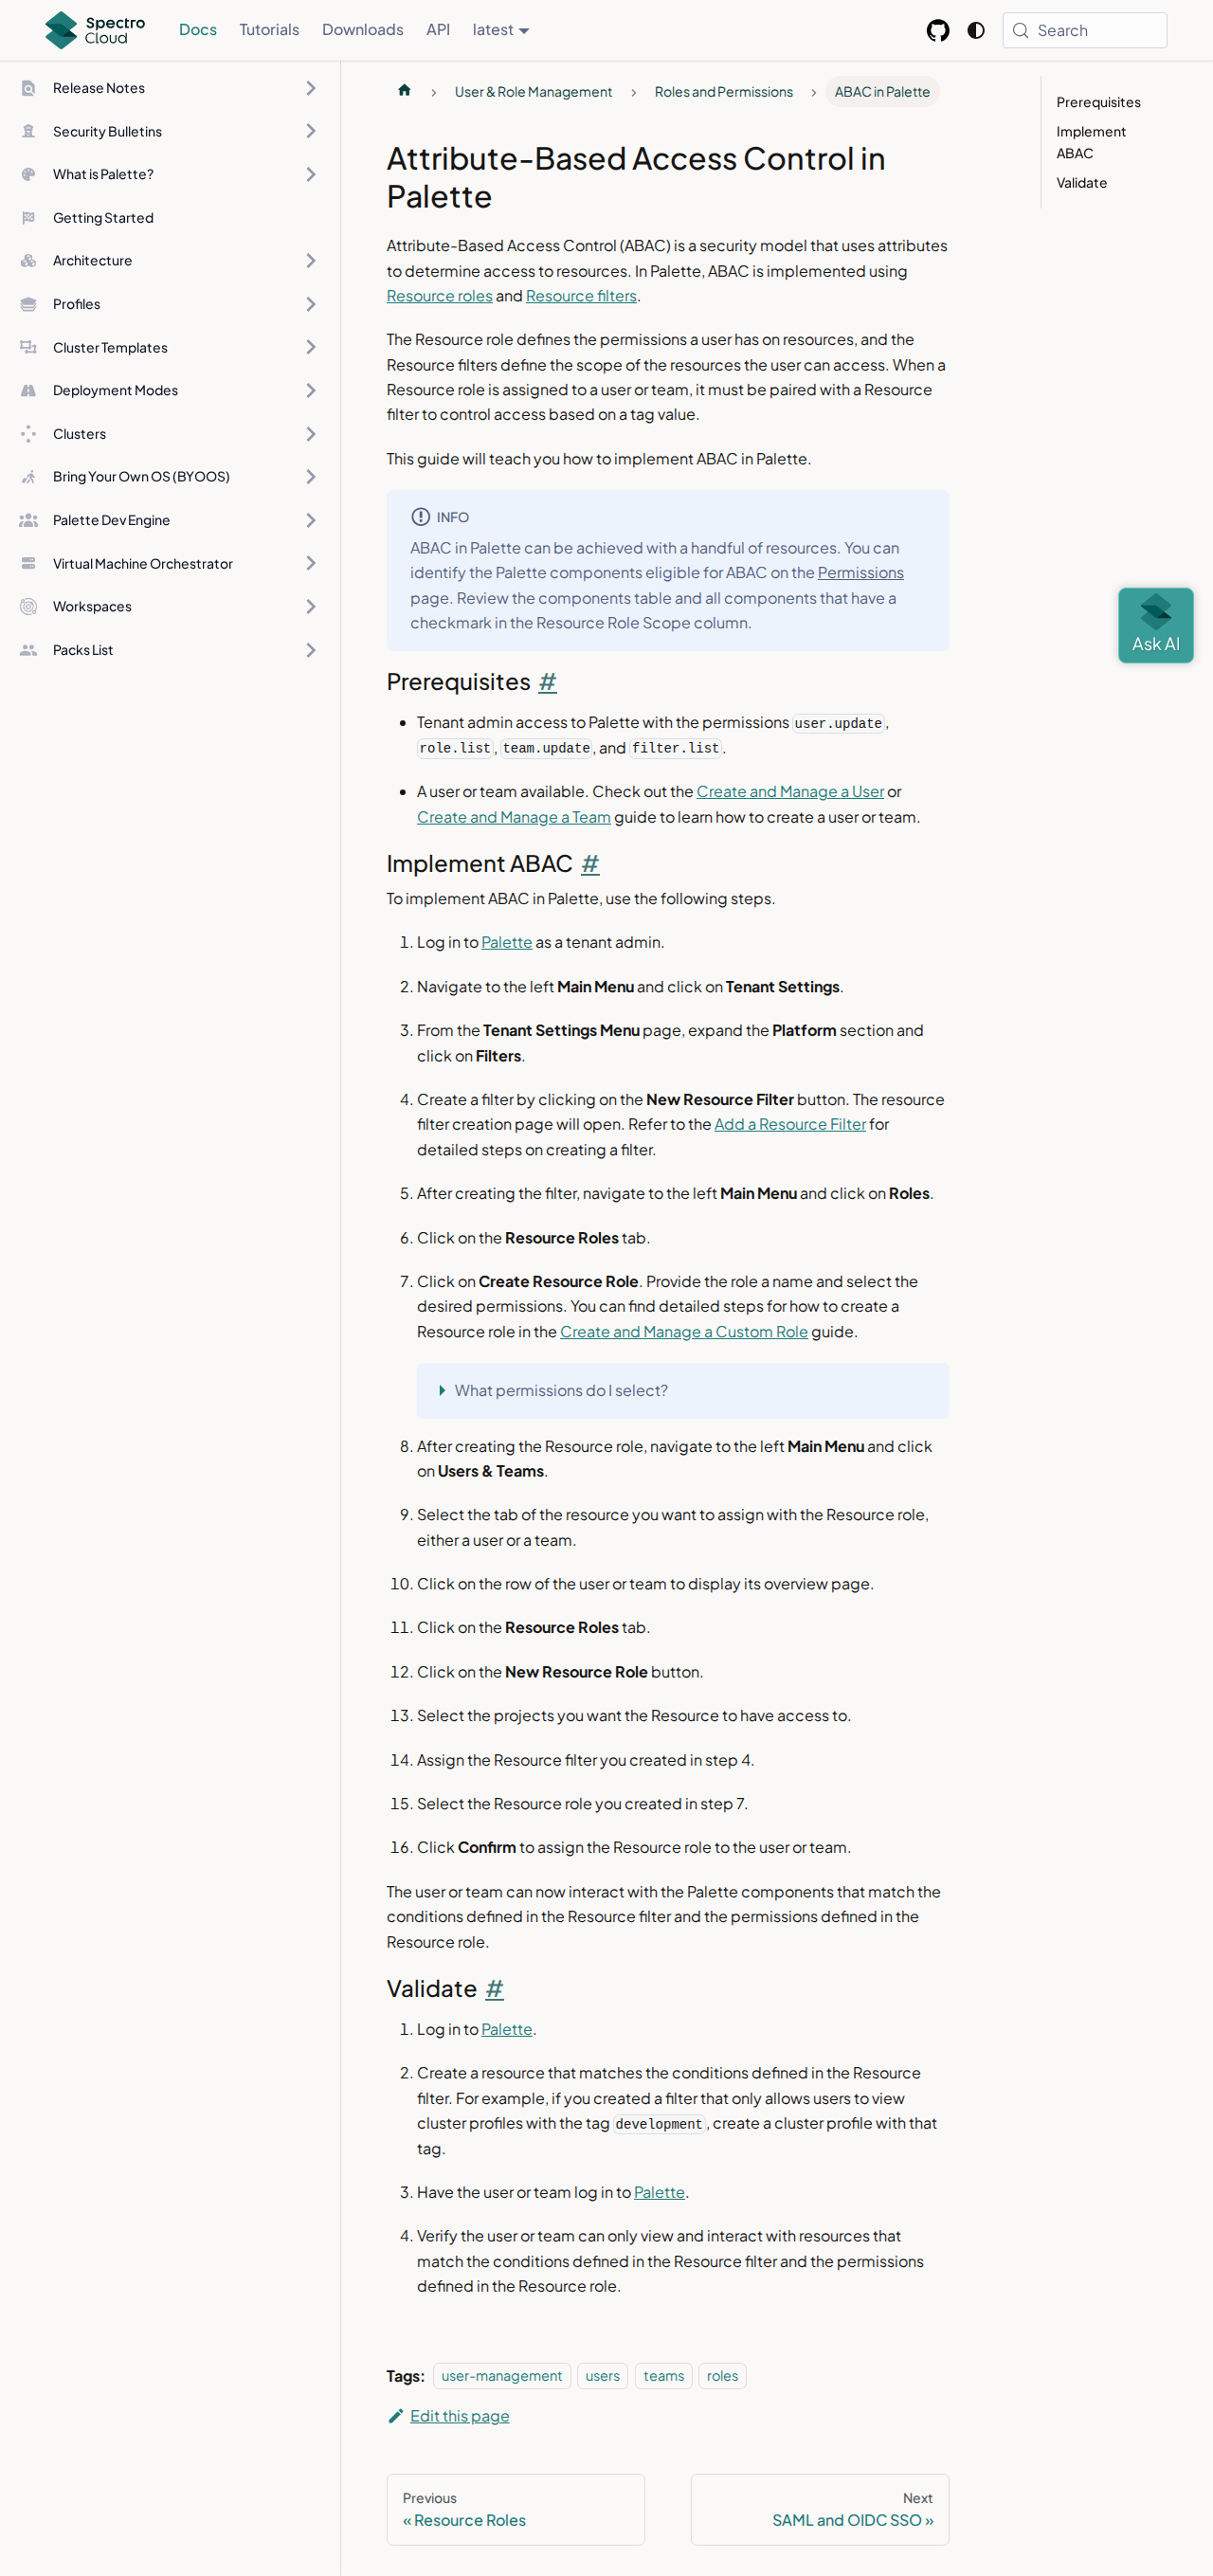 Spectro
Cloud
Docs
Tutorials
Downloads
API
latest
Search
Release Notes
Security Bulletins
What is Palette?
Getting Started
Architecture
Profiles
Cluster Templates
Deployment Modes
Clusters
Bring Your Own OS (BYOOS)
Palette Dev Engine
Virtual Machine Orchestrator
Workspaces
Packs List
User & Role Management
Roles and Permissions
ABAC in Palette
Attribute-Based Access Control in
Palette
Attribute-Based Access Control (ABAC) is a security model that uses attributes
to determine access to resources. In Palette, ABAC is implemented using
Resource roles and Resource filters.
The Resource role defines the permissions a user has on resources, and the
Resource filters define the scope of the resources the user can access. When a
Resource role is assigned to a user or team, it must be paired with a Resource
filter to control access based on a tag value.
This guide will teach you how to implement ABAC in Palette.
INFO
ABAC in Palette can be achieved with a handful of resources. You can
identify the Palette components eligible for ABAC on the Permissions
page. Review the components table and all components that have a
checkmark in the Resource Role Scope column.
Prerequisites #
Tenant admin access to Palette with the permissions user.update,
role.list, team.update, and filter.list.
A user or team available. Check out the Create and Manage a User or
Create and Manage a Team guide to learn how to create a user or team.
Implement ABAC #
To implement ABAC in Palette, use the following steps.
1. Log in to Palette as a tenant admin.
2. Navigate to the left Main Menu and click on Tenant Settings.
3. From the Tenant Settings Menu page, expand the Platform section and
click on Filters.
4. Create a filter by clicking on the New Resource Filter button. The resource
filter creation page will open. Refer to the Add a Resource Filter for
detailed steps on creating a filter.
5. After creating the filter, navigate to the left Main Menu and click on Roles.
6. Click on the Resource Roles tab.
7. Click on Create Resource Role. Provide the role a name and select the
desired permissions. You can find detailed steps for how to create a
Resource role in the Create and Manage a Custom Role guide.
What permissions do I select?
8. After creating the Resource role, navigate to the left Main Menu and click
on Users & Teams.
9. Select the tab of the resource you want to assign with the Resource role,
either a user or a team.
10. Click on the row of the user or team to display its overview page.
11. Click on the Resource Roles tab.
12. Click on the New Resource Role button.
13. Select the projects you want the Resource to have access to.
14. Assign the Resource filter you created in step 4.
15. Select the Resource role you created in step 7.
16. Click Confirm to assign the Resource role to the user or team.
The user or team can now interact with the Palette components that match the
conditions defined in the Resource filter and the permissions defined in the
Resource role.
Validate #
1. Log in to Palette.
2. Create a resource that matches the conditions defined in the Resource
filter. For example, if you created a filter that only allows users to view
cluster profiles with the tag development, create a cluster profile with that
tag.
3. Have the user or team log in to Palette.
4. Verify the user or team can only view and interact with resources that
match the conditions defined in the Resource filter and the permissions
defined in the Resource role.
Tags: user-management users teams roles
Edit this page
Previous
« Resource Roles
Next
SAML and OIDC SSO »
Prerequisites
Implement
ABAC
Validate
Ask AI